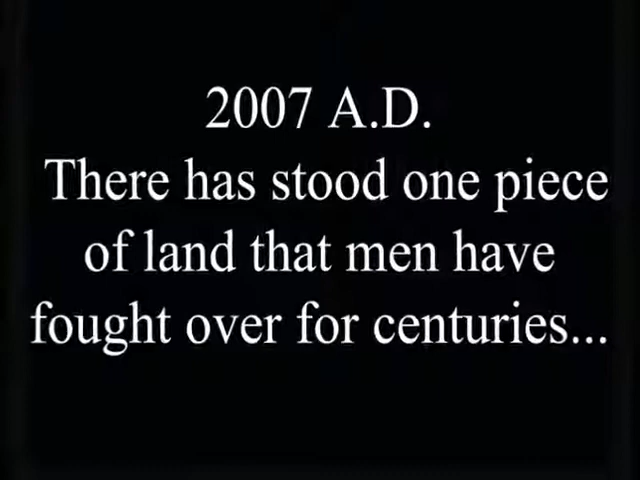 2007 A.D.
There has stood one piece
of land that men have
fought over for centuries...